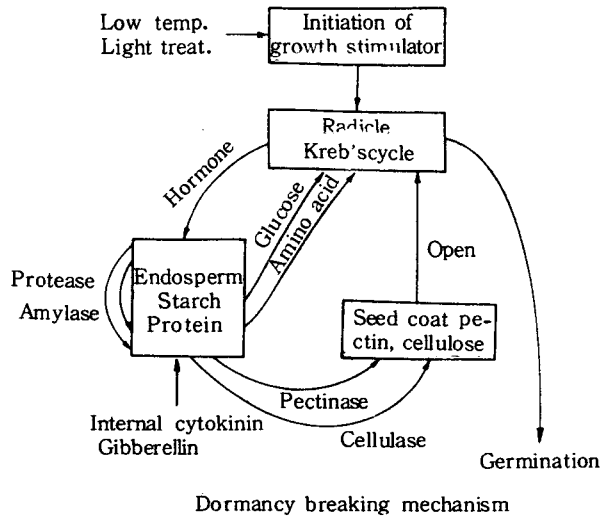 Low temp.
Light treat.
Initiation of
growth stimulator
Radicle
Kreb'scycle
Hormone
Glucose
Amino acid
Protease
Amylase
Endosperm
Starch
Protein
Open
Seed coat pe-
ctin, cellulose
Internal cytokinin
Gibberellin
Pectinase
Cellulase
Germination
Dormancy breaking mechanism